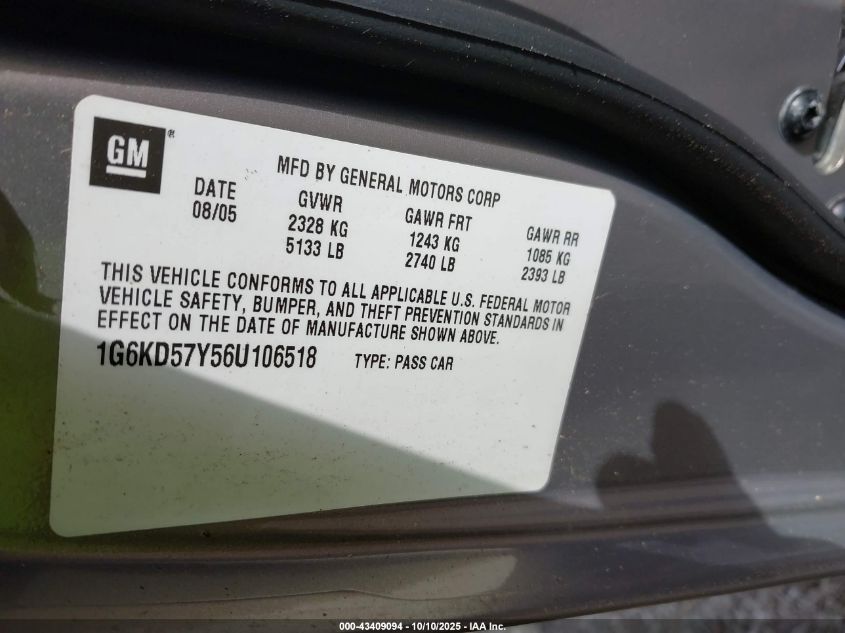 GM®
MFD BY GENERAL MOTORS CORP
DATE
08/05
GVWR
2328 KG
5133 LB
GAWR FRT
1243 KG
2740 LB
GAWR RR
1085 KG
2393 LB
THIS VEHICLE CONFORMS TO ALL APPLICABLE U.S. FEDERAL MOTOR
VEHICLE SAFETY, BUMPER, AND THEFT PREVENTION STANDARDS IN
EFFECT ON THE DATE OF MANUFACTURE SHOWN ABOVE.
1G6KD57Y56U106518 TYPE: PASS CAR
000-43409094 - 10/10/2025 - IAA Inc.